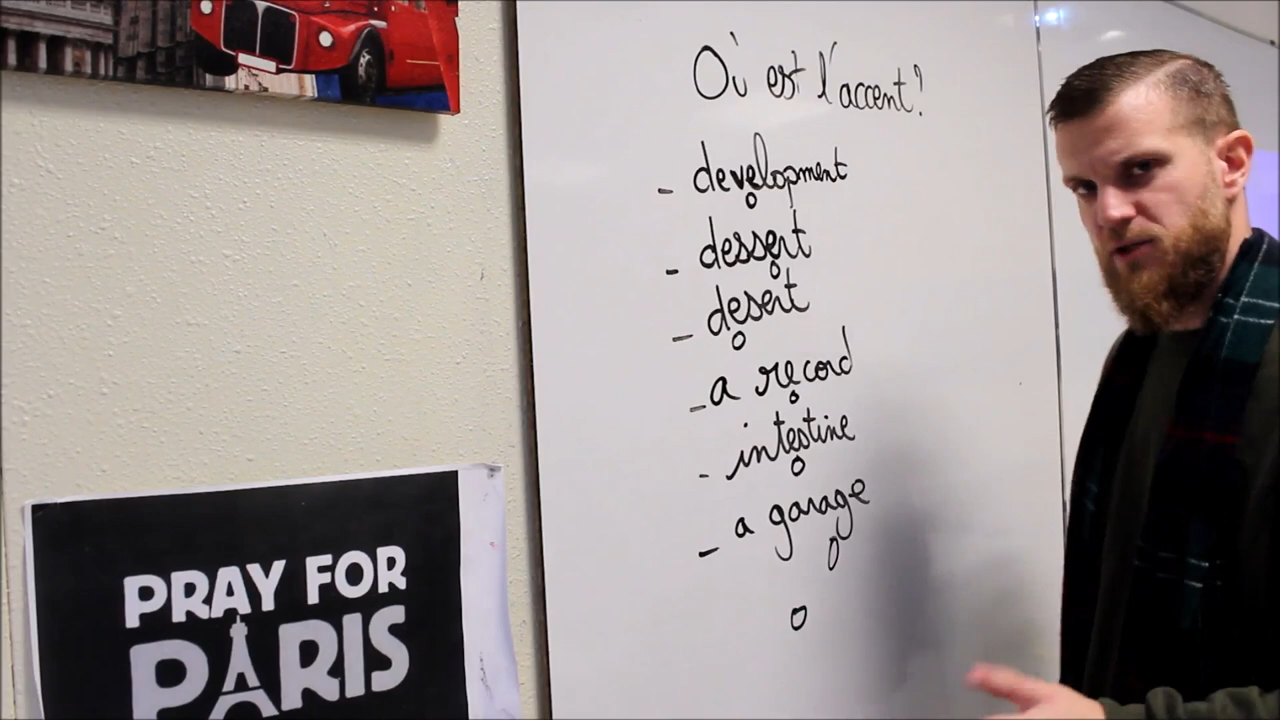 Où est l'accent?
- development
- dessert
- desert
- a record
- intestine
- a garage
PRAY FOR
PARIS